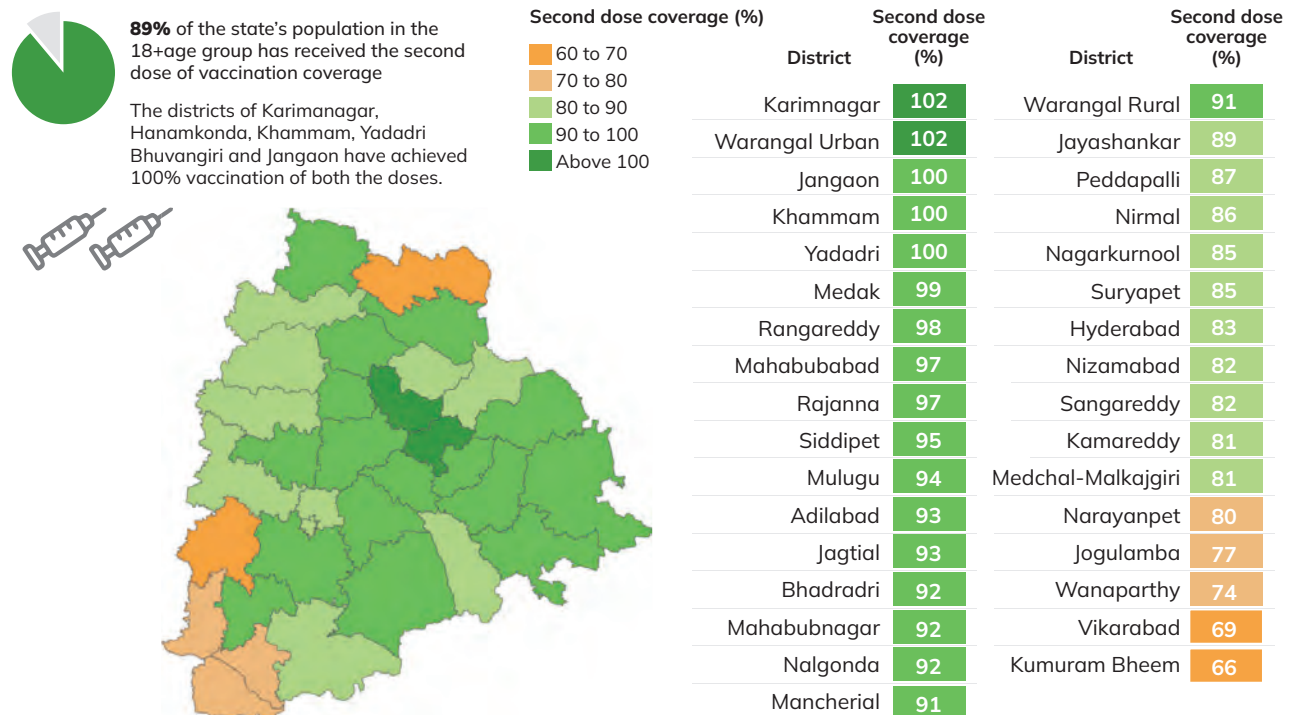 89% of the state's population in the
18+age group has received the second
dose of vaccination coverage
The districts of Karimanagar,
Hanamkonda, Khammam, Yadadri
Bhuvangiri and Jangaon have achieved
100% vaccination of both the doses.
Second dose coverage (%)
60 to 70
70 to 80
80 to 90
90 to 100
Above 100
District
Second dose
coverage
(%)
Karimnagar 102
Warangal Urban 102
Jangaon 100
Khammam 100
Yadadri 100
Medak 99
Rangareddy 98
Mahabubabad 97
Rajanna 97
Siddipet 95
Mulugu 94
Adilabad 93
Jagtial 93
Bhadradri 92
Mahabubnagar 92
Nalgonda 92
Mancherial 91
District
Second dose
coverage
(%)
Warangal Rural 91
Jayashankar 89
Peddapalli 87
Nirmal 86
Nagarkurnool 85
Suryapet 85
Hyderabad 83
Nizamabad 82
Sangareddy 82
Kamareddy 81
Medchal-Malkajgiri 81
Narayanpet 80
Jogulamba 77
Wanaparthy 74
Vikarabad 69
Kumuram Bheem 66